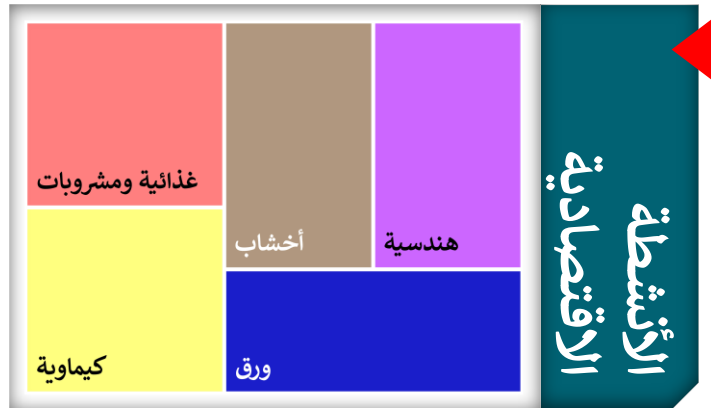 الأنشطة
الاقتصادية
هندسية
أخشاب
غذائية ومشروبات
ورق
كيماوية